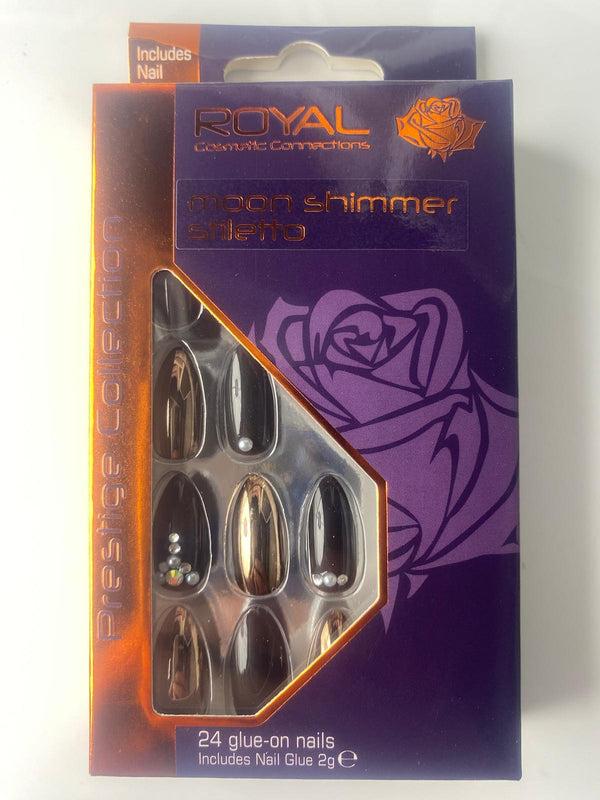 Includes
Nail
ROYAL
Cosmetic Connections
moon shimmer
stiletto
Prestige Collection
24 glue-on nails
Includes Nail Glue 2g ℮